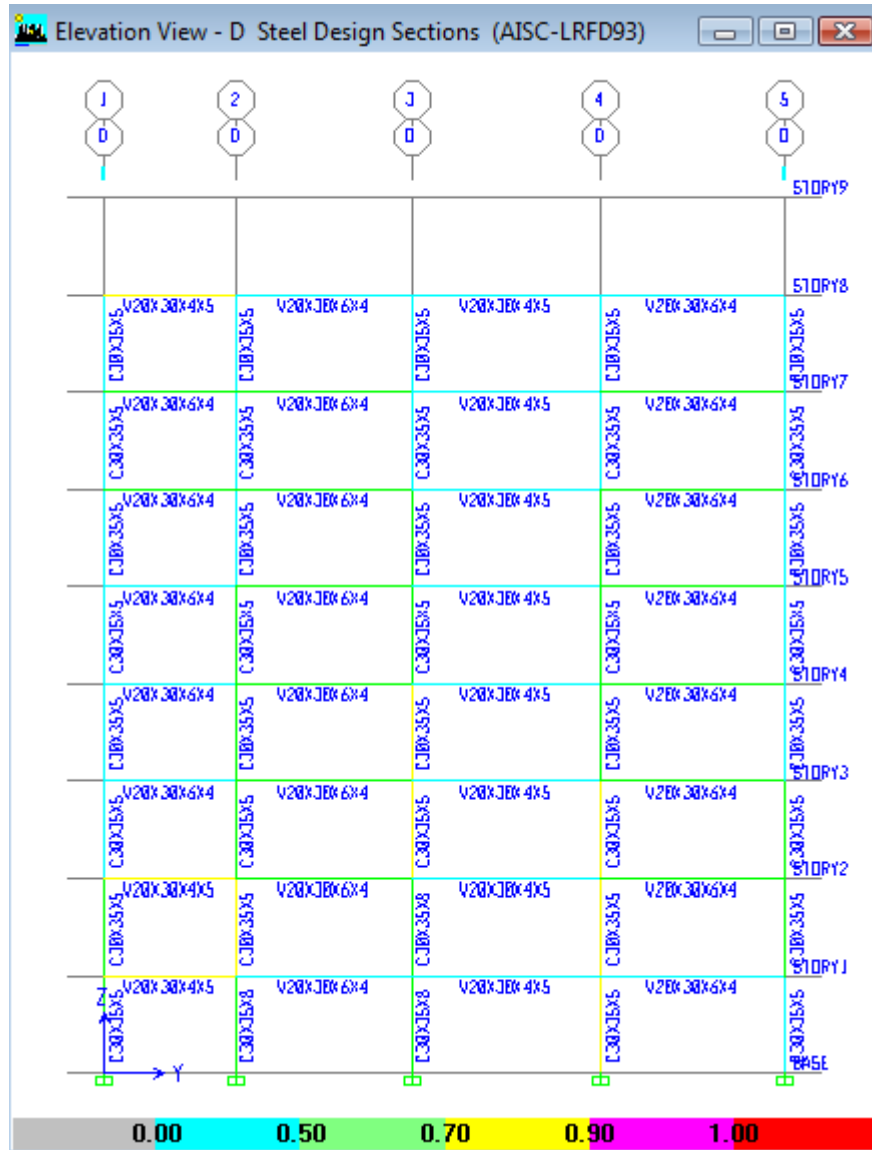 Elevation View - D Steel Design Sections (AISC-LRFD93)
1 2 3 4 5
D D D D D
STORY9
STORY8
V20X30X4X5 V20X30X6X4 V20X30X4X5 V20X30X6X4
C30X35X5 C30X35X5 C30X35X5 C30X35X5 C30X35X5
STORY7
V20X30X6X4 V20X30X6X4 V20X30X4X5 V20X30X6X4
C30X35X5 C30X35X5 C30X35X5 C30X35X5 C30X35X5
STORY6
V20X30X6X4 V20X30X6X4 V20X30X4X5 V20X30X6X4
C30X35X5 C30X35X5 C30X35X5 C30X35X5 C30X35X5
STORY5
V20X30X6X4 V20X30X6X4 V20X30X4X5 V20X30X6X4
C30X35X5 C30X35X5 C30X35X5 C30X35X5 C30X35X5
STORY4
V20X30X6X4 V20X30X6X4 V20X30X4X5 V20X30X6X4
C30X35X5 C30X35X5 C30X35X5 C30X35X5 C30X35X5
STORY3
V20X30X6X4 V20X30X6X4 V20X30X4X5 V20X30X6X4
C30X35X5 C30X35X5 C30X35X5 C30X35X5 C30X35X5
STORY2
V20X30X4X5 V20X30X6X4 V20X30X4X5 V20X30X6X4
C30X35X5 C30X35X5 C30X35X8 C30X35X5 C30X35X5
STORY1
V20X30X4X5 V20X30X6X4 V20X30X4X5 V20X30X6X4
C30X35X5 C30X35X8 C30X35X8 C30X35X5 C30X35X5
Z
Y
BASE
0.00 0.50 0.70 0.90 1.00